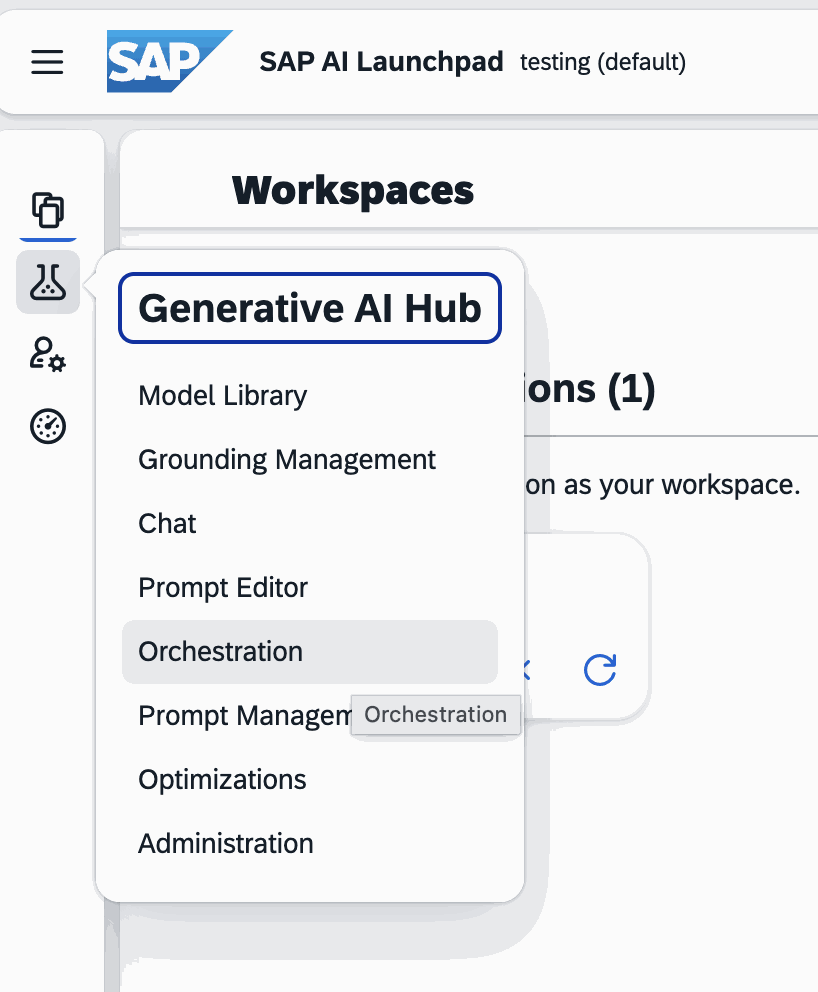 SAP SAP AI Launchpad testing (default)
Workspaces
Generative AI Hub
Model Library
ions (1)
Grounding Management
on as your workspace.
Chat
Prompt Editor
Orchestration
Prompt Managem
Orchestration
Optimizations
Administration